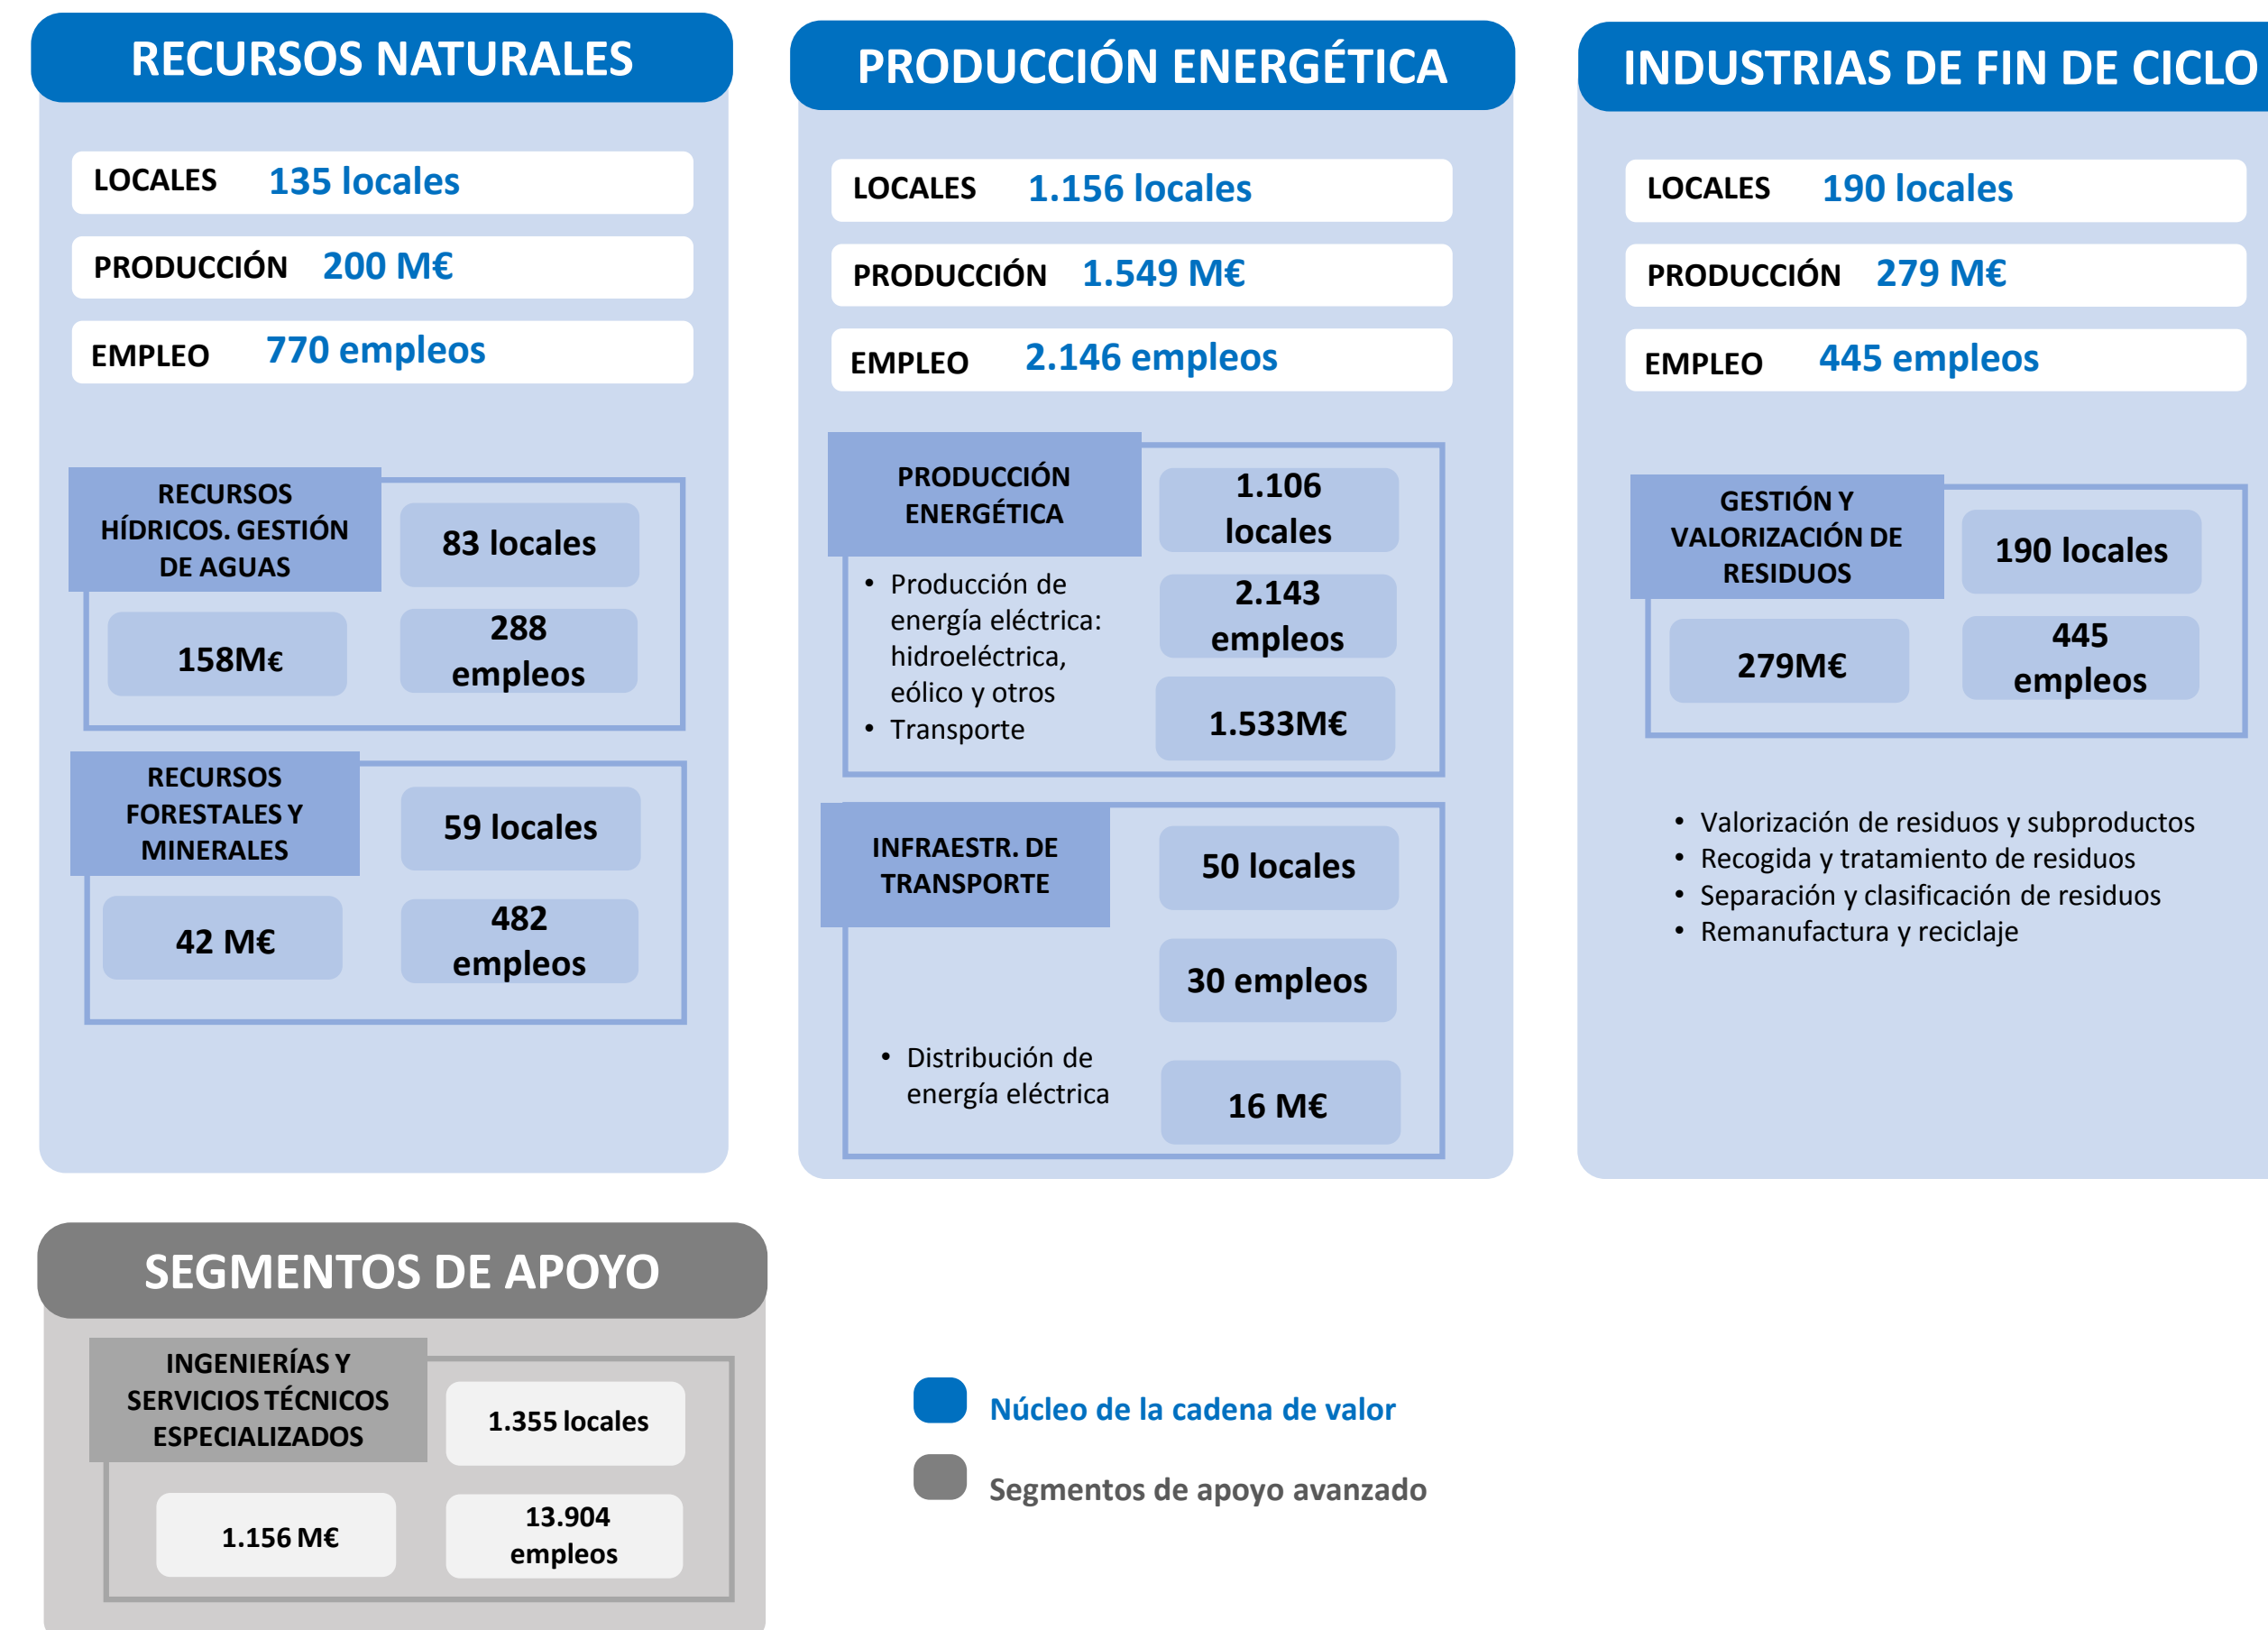 RECURSOS NATURALES
LOCALES 135 locales
PRODUCCIÓN 200 M€
EMPLEO 770 empleos
RECURSOS
HÍDRICOS. GESTIÓN
DE AGUAS
83 locales
158M€
288
empleos
RECURSOS
FORESTALES Y
MINERALES
59 locales
42 M€
482
empleos
PRODUCCIÓN ENERGÉTICA
LOCALES 1.156 locales
PRODUCCIÓN 1.549 M€
EMPLEO 2.146 empleos
PRODUCCIÓN
ENERGÉTICA
1.106
locales
• Producción de
energía eléctrica:
hidroeléctrica,
eólico y otros
• Transporte
2.143
empleos
1.533M€
INFRAESTR. DE
TRANSPORTE
50 locales
30 empleos
• Distribución de
energía eléctrica
16 M€
INDUSTRIAS DE FIN DE CICLO
LOCALES 190 locales
PRODUCCIÓN 279 M€
EMPLEO 445 empleos
GESTIÓN Y
VALORIZACIÓN DE
RESIDUOS
190 locales
279M€
445
empleos
• Valorización de residuos y subproductos
• Recogida y tratamiento de residuos
• Separación y clasificación de residuos
• Remanufactura y reciclaje
SEGMENTOS DE APOYO
INGENIERÍAS Y
SERVICIOS TÉCNICOS
ESPECIALIZADOS
1.355 locales
1.156 M€
13.904
empleos
Núcleo de la cadena de valor
Segmentos de apoyo avanzado